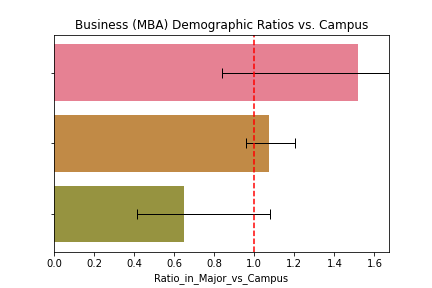 Business (MBA) Demographic Ratios vs. Campus
0.0 0.2 0.4 0.6 0.8 1.0 1.2 1.4 1.6
Ratio_in_Major_vs_Campus